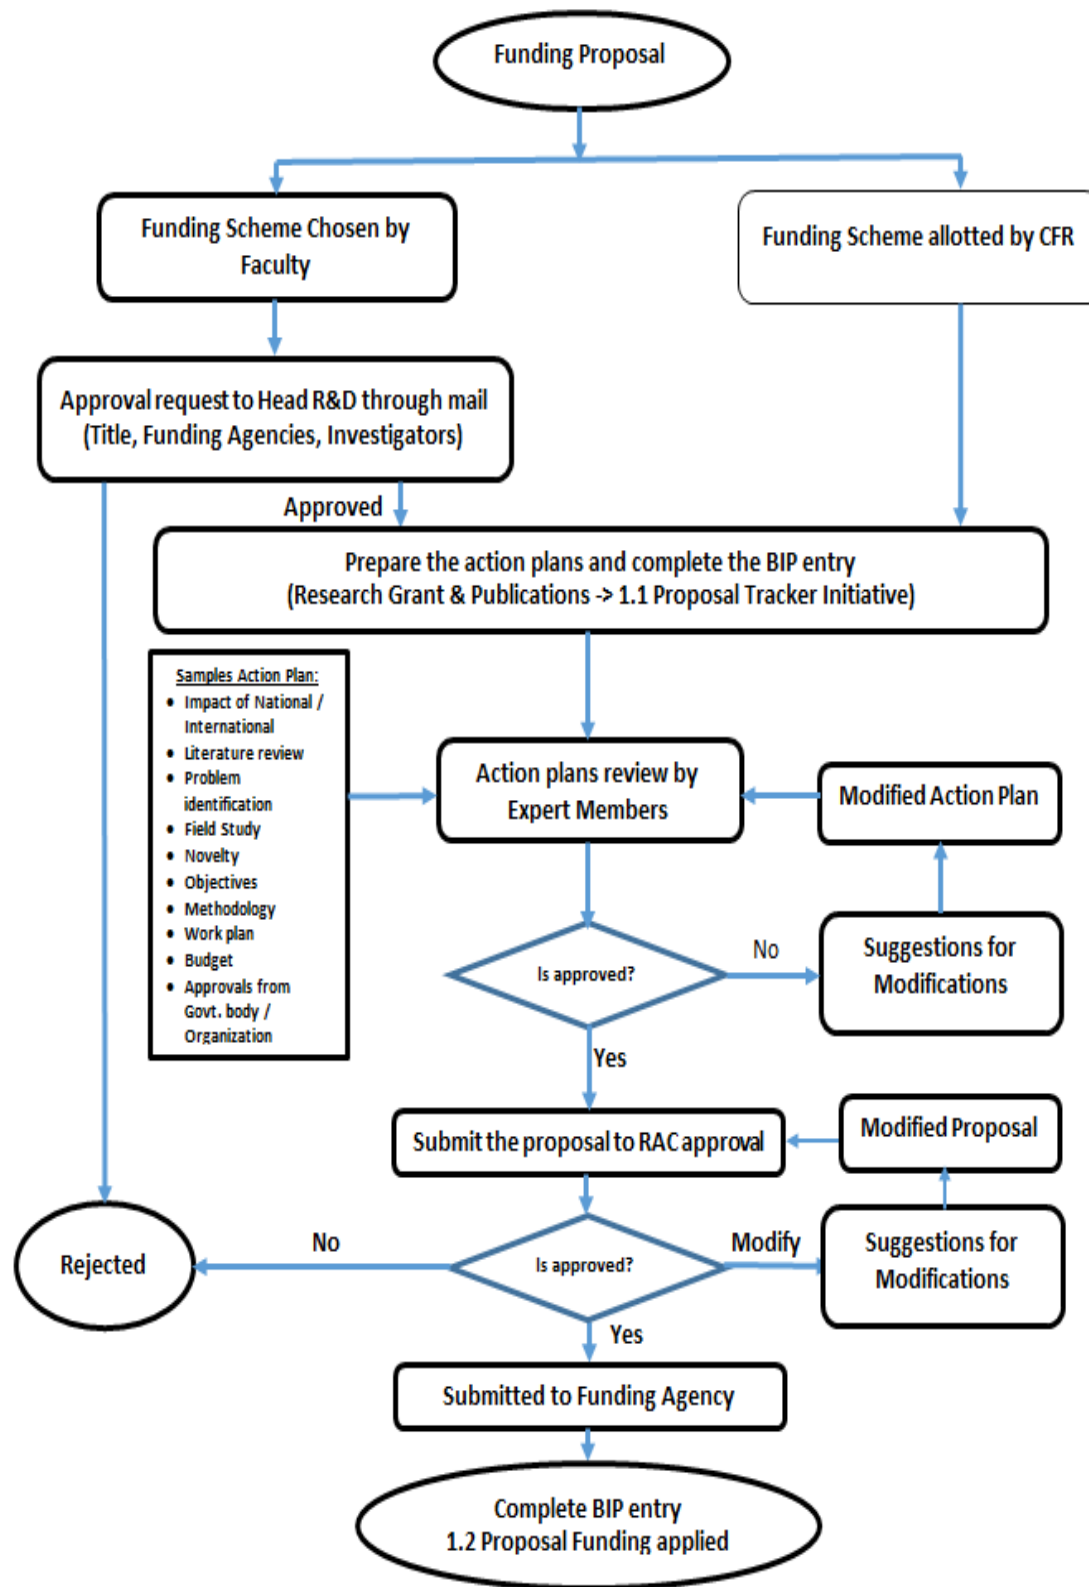 Funding Proposal
Funding Scheme Chosen by
Faculty
Funding Scheme allotted by CFR
Approval request to Head R&D through mail
(Title, Funding Agencies, Investigators)
Approved
Prepare the action plans and complete the BIP entry
(Research Grant & Publications -> 1.1 Proposal Tracker Initiative)
Samples Action Plan:
• Impact of National /
International
• Literature review
• Problem
identification
• Field Study
• Novelty
• Objectives
• Methodology
• Work plan
• Budget
• Approvals from
Govt. body /
Organization
Action plans review by
Expert Members
Modified Action Plan
Is approved?
No
Suggestions for
Modifications
Yes
Submit the proposal to RAC approval
Modified Proposal
Rejected
No
Is approved?
Modify
Suggestions for
Modifications
Yes
Submitted to Funding Agency
Complete BIP entry
1.2 Proposal Funding applied